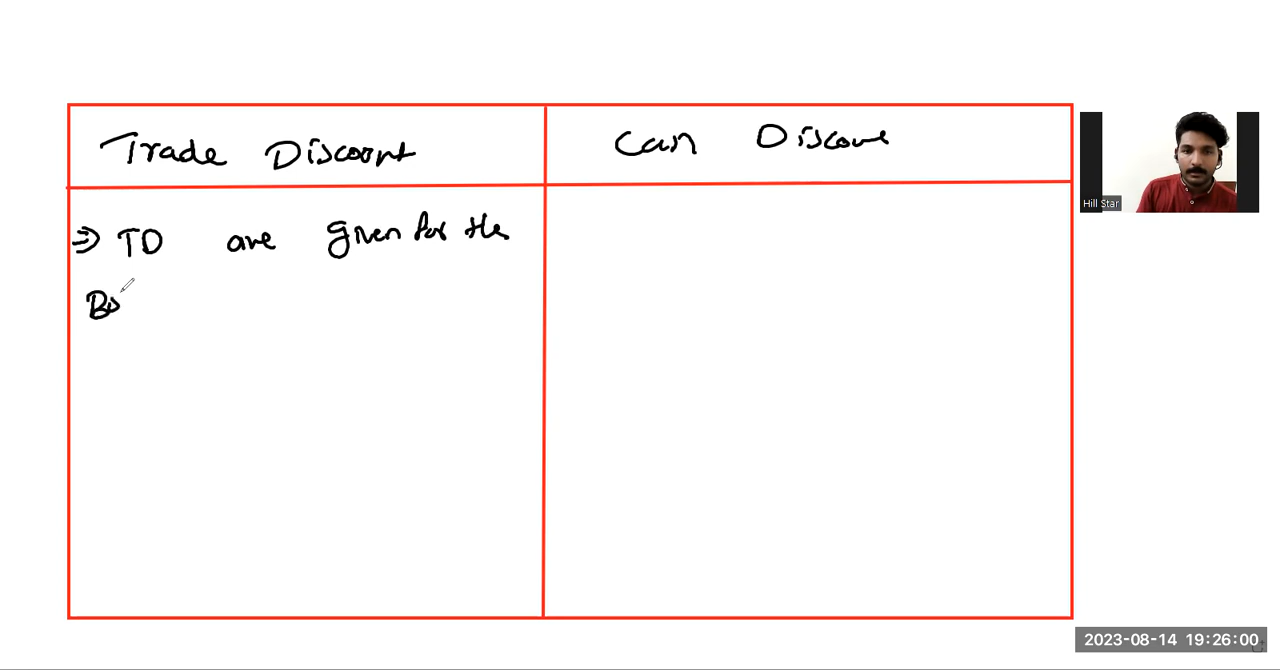 Trade Discount
Cash Discount
⇒ TD are given for the
Hill Star
2023-08-14 19:26:00